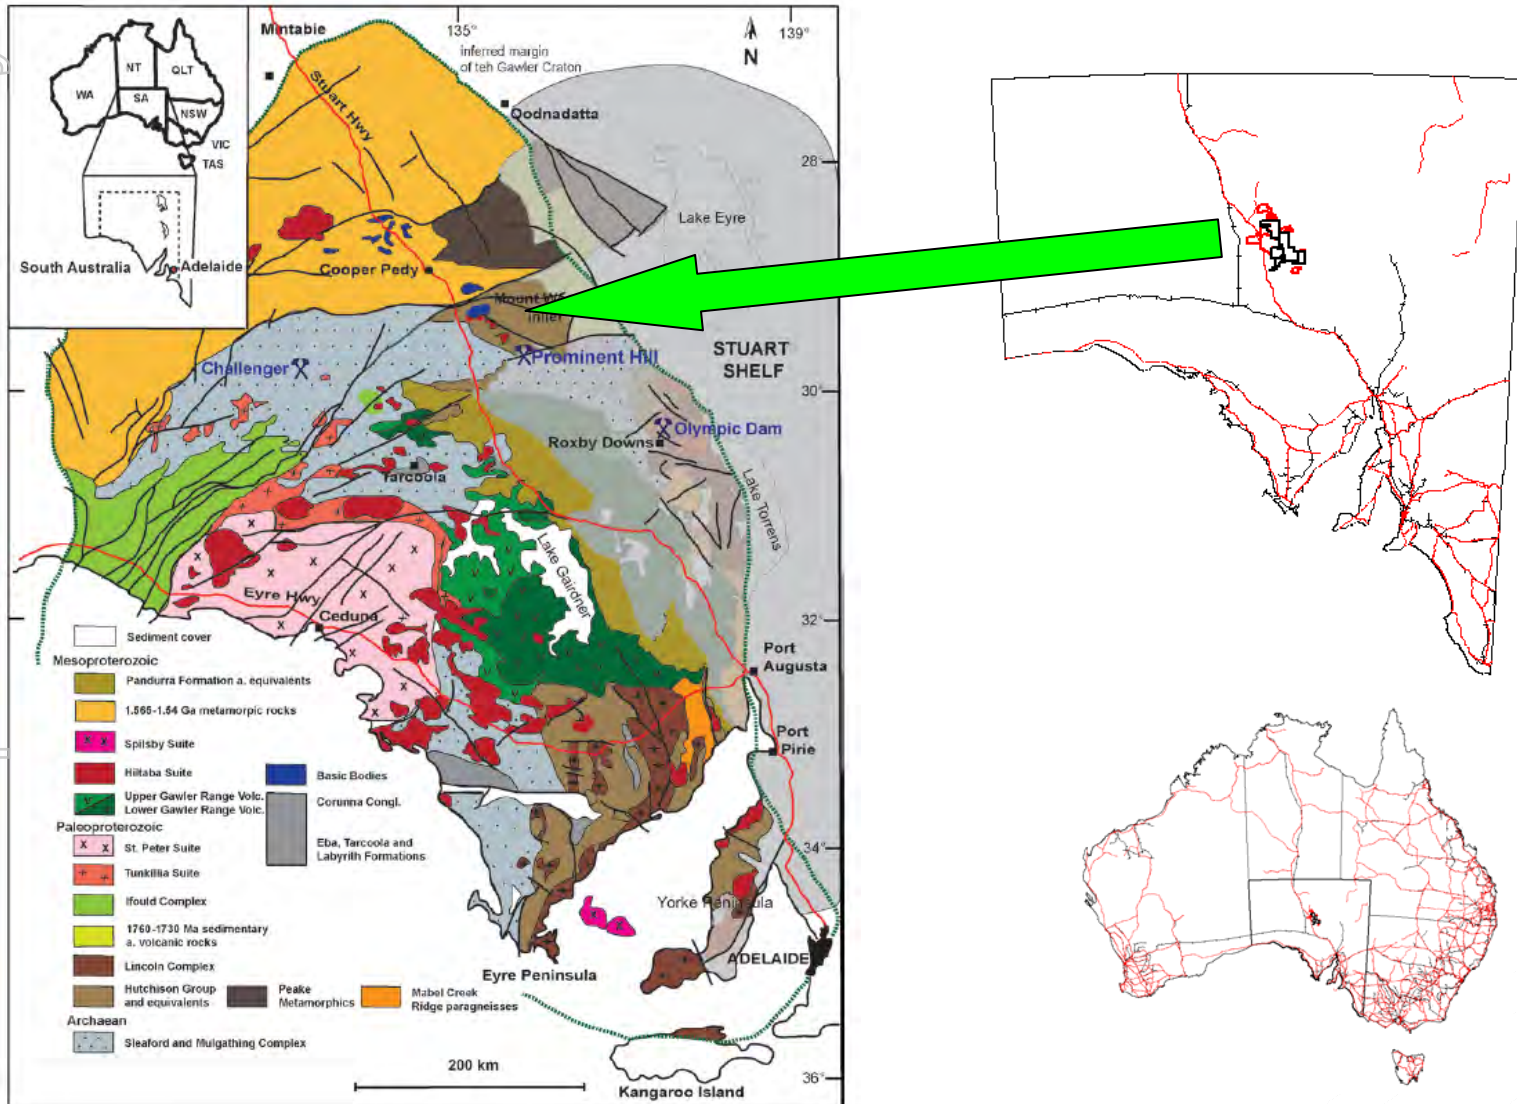 Mintabie
135°
139°
N
inferred margin
of teh Gawler Craton
NT
QLT
WA
SA
NSW
VIC
TAS
South Australia
Adelaide
Stuart Hwy
Oodnadatta
28°
Lake Eyre
Cooper Pedy
Mount W
Inlier
STUART
SHELF
Challenger
Prominent Hill
30°
Olympic Dam
Roxby Downs
Tarcoola
Lake Torrens
Lake Gairdner
Eyre Hwy
Ceduna
32°
Port
Augusta
Port
Pirie
34°
Yorke Peninsula
ADELAIDE
Eyre Peninsula
200 km
Kangaroo Island
36°
Sediment cover
Mesoproterozoic
Pandurra Formation a. equivalents
1.565-1.54 Ga metamorpic rocks
Spilsby Suite
Hiltaba Suite
Upper Gawler Range Volc.
Lower Gawler Range Volc.
Basic Bodies
Corunna Congl.
Eba, Tarcoola and
Labyrith Formations
Paleoproterozoic
St. Peter Suite
Tunkillia Suite
Ifould Complex
1760-1730 Ma sedimentary
a. volcanic rocks
Lincoln Complex
Hutchison Group
and equivalents
Peake
Metamorphics
Mabel Creek
Ridge paragneisses
Archaean
Sleaford and Mulgathing Complex